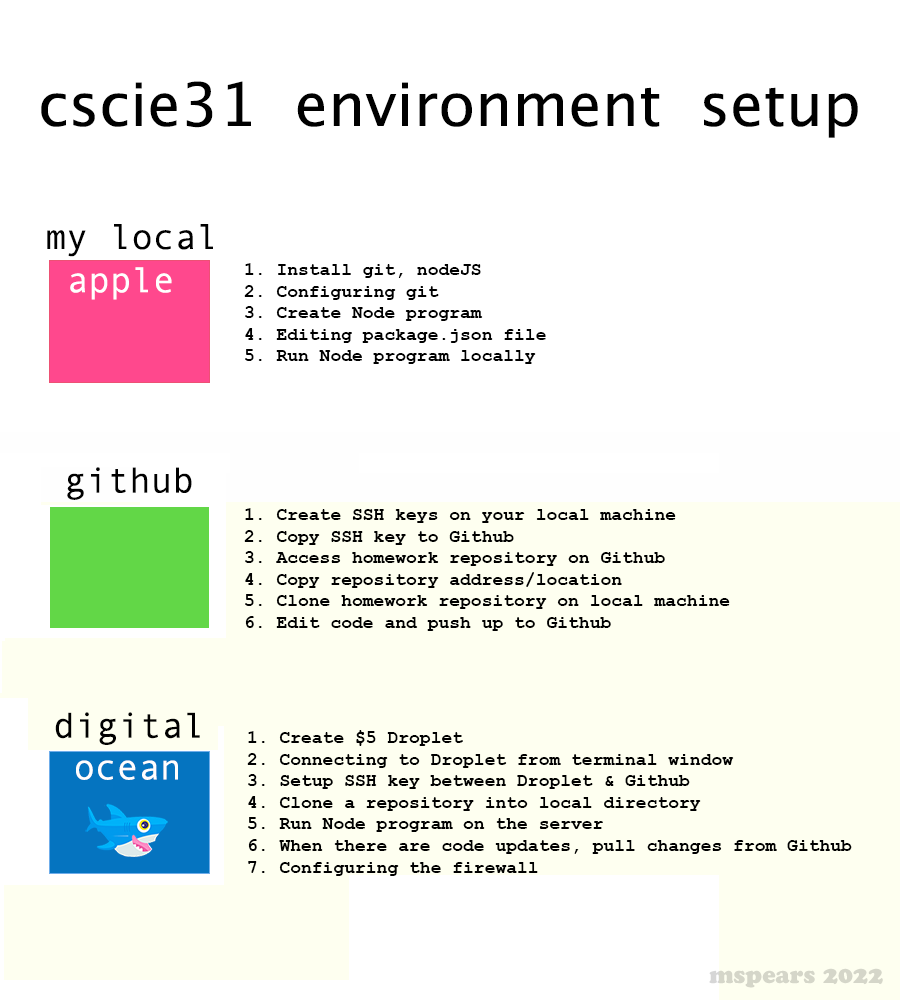 cscie31 environment setup
my local
apple
1. Install git, nodeJS
2. Configuring git
3. Create Node program
4. Editing package.json file
5. Run Node program locally
github
1. Create SSH keys on your local machine
2. Copy SSH key to Github
3. Access homework repository on Github
4. Copy repository address/location
5. Clone homework repository on local machine
6. Edit code and push up to Github
digital
ocean
1. Create $5 Droplet
2. Connecting to Droplet from terminal window
3. Setup SSH key between Droplet & Github
4. Clone a repository into local directory
5. Run Node program on the server
6. When there are code updates, pull changes from Github
7. Configuring the firewall
mspears 2022